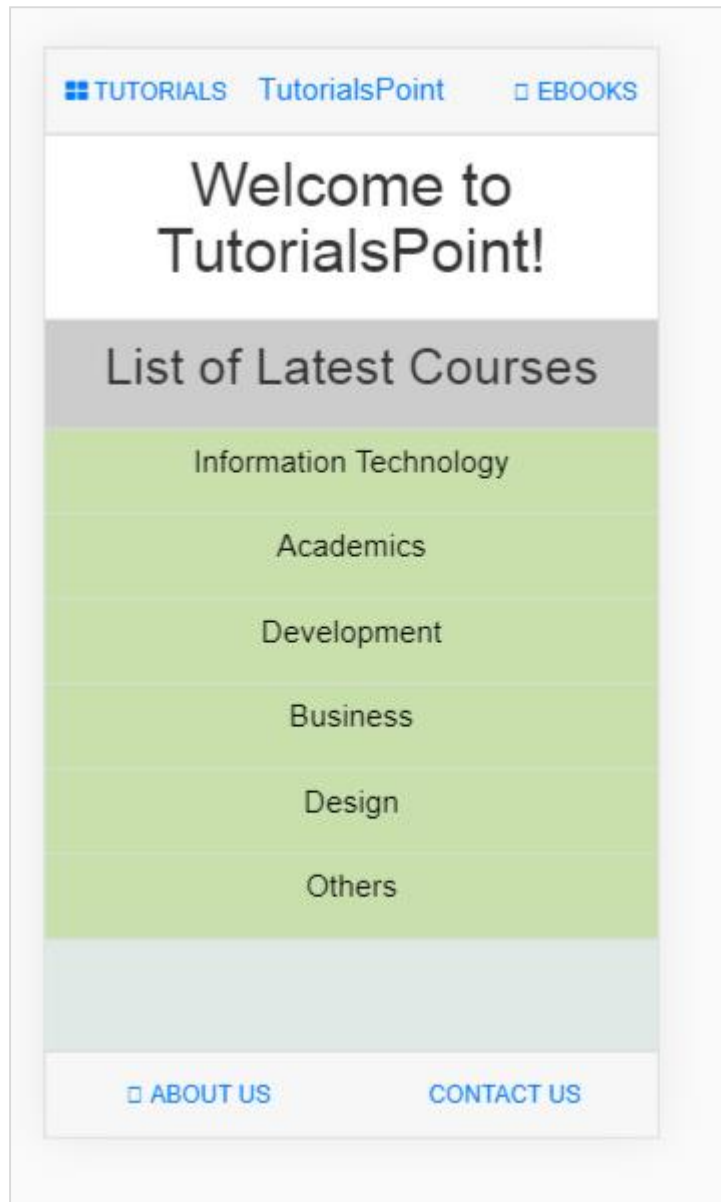 TUTORIALS TutorialsPoint EBOOKS
Welcome to
TutorialsPoint!
List of Latest Courses
Information Technology
Academics
Development
Business
Design
Others
ABOUT US CONTACT US